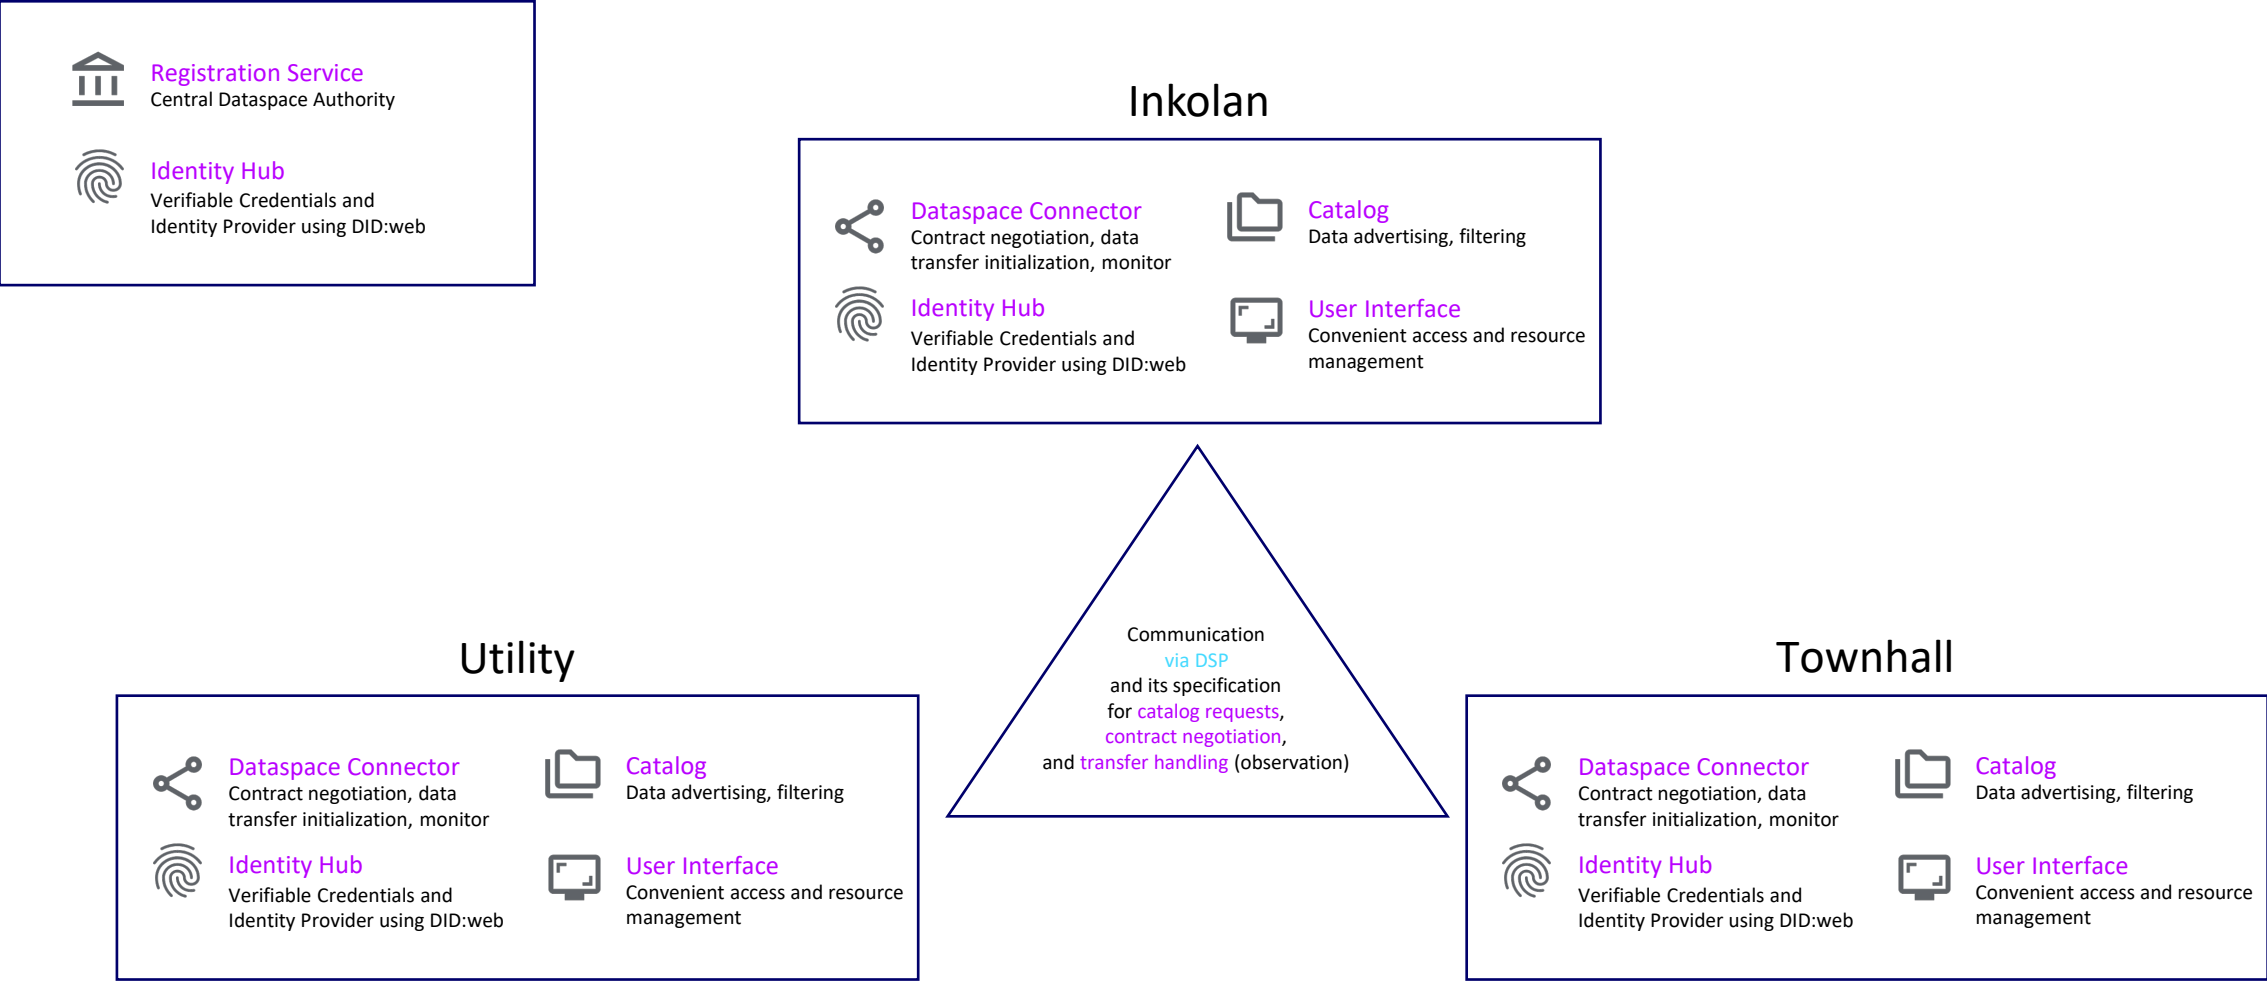 Registration Service
Central Dataspace Authority
Identity Hub
Verifiable Credentials and
Identity Provider using DID:web
Inkolan
Dataspace Connector
Contract negotiation, data
transfer initialization, monitor
Catalog
Data advertising, filtering
Identity Hub
Verifiable Credentials and
Identity Provider using DID:web
User Interface
Convenient access and resource
management
Communication
via DSP
and its specification
for catalog requests,
contract negotiation,
and transfer handling (observation)
Utility
Dataspace Connector
Contract negotiation, data
transfer initialization, monitor
Catalog
Data advertising, filtering
Identity Hub
Verifiable Credentials and
Identity Provider using DID:web
User Interface
Convenient access and resource
management
Townhall
Dataspace Connector
Contract negotiation, data
transfer initialization, monitor
Catalog
Data advertising, filtering
Identity Hub
Verifiable Credentials and
Identity Provider using DID:web
User Interface
Convenient access and resource
management